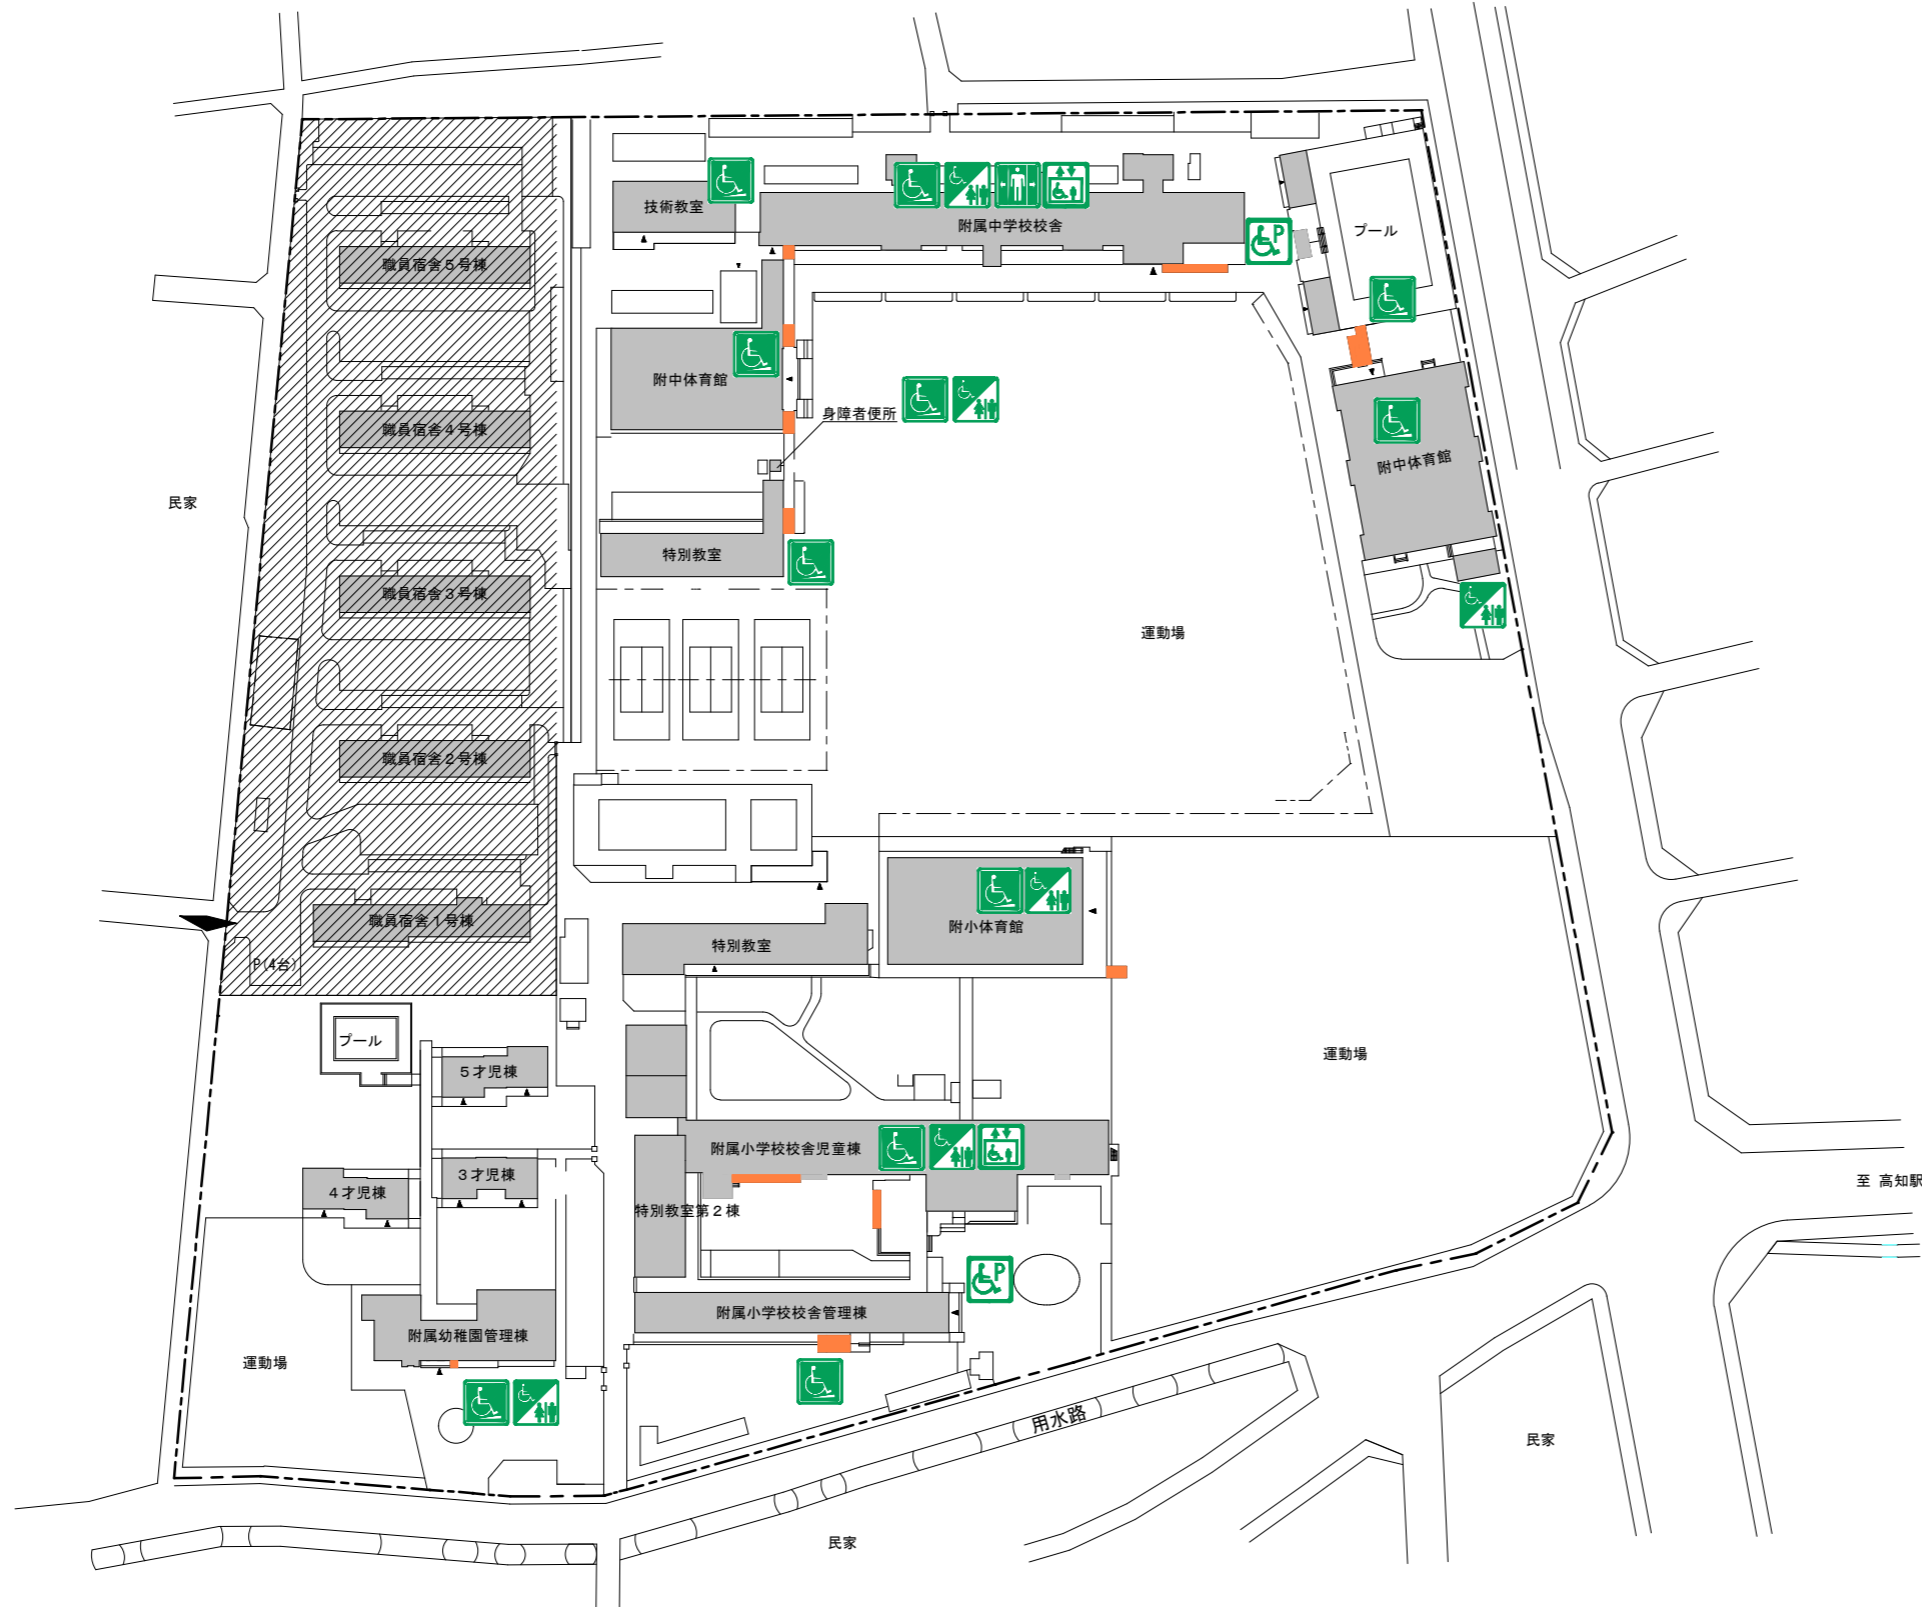 技術教室
附属中学校校舎
P
プール
職員宿舎5号棟
附中体育館
身障者便所
職員宿舎4号棟
附中体育館
民家
特別教室
職員宿舎3号棟
運動場
職員宿舎2号棟
職員宿舎1号棟
附小体育館
特別教室
P(4台)
プール
運動場
5才児棟
附属小学校校舎児童棟
3才児棟
4才児棟
至 高知駅
特別教室第2棟
P
附属小学校校舎管理棟
附属幼稚園管理棟
運動場
用水路
民家
民家